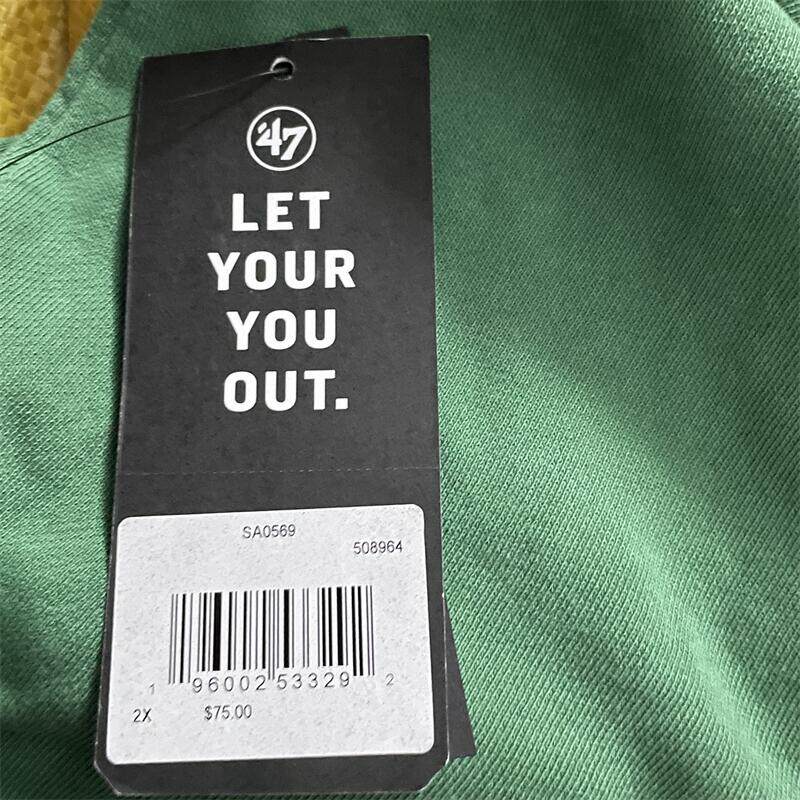 '47
LET
YOUR
YOU
OUT.
SA0569
508964
1 96002 53329 2
2X $75.00